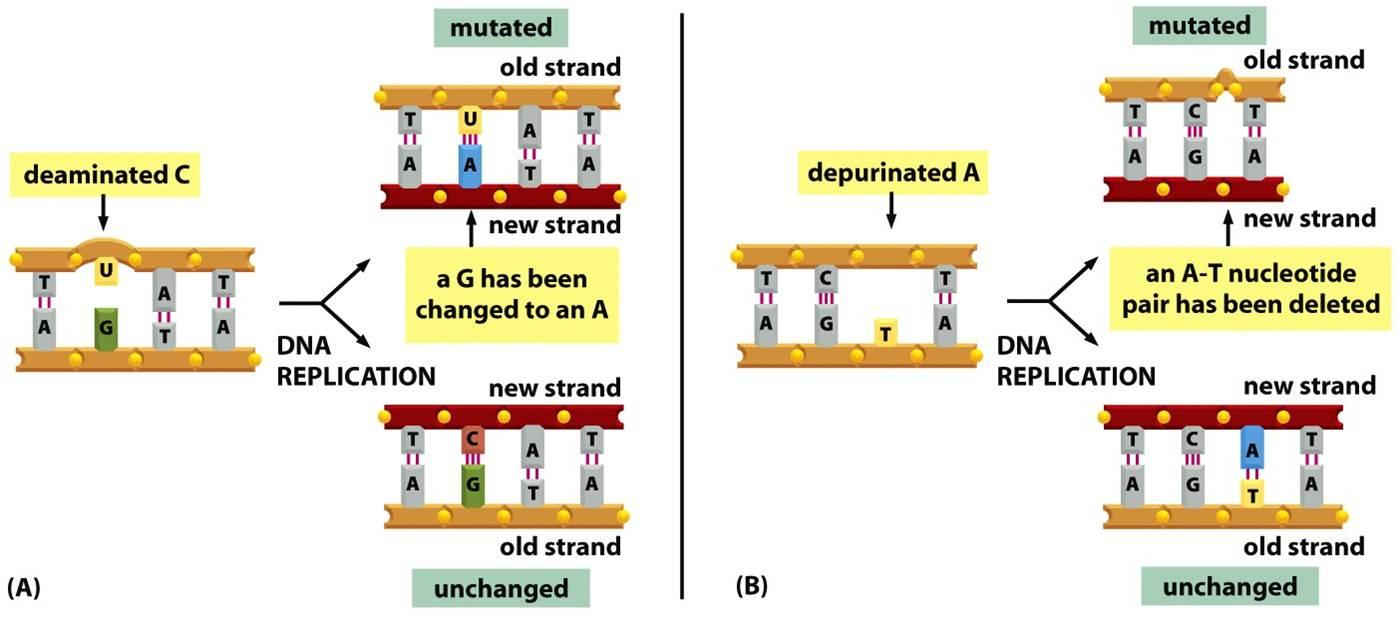 mutated
old strand
T U A T
A A T A
new strand
deaminated C
U
T A T
A G T A
a G has been
changed to an A
DNA
REPLICATION
new strand
T C A T
A G T A
old strand
unchanged
(A)
mutated
old strand
T C T
A G A
new strand
depurinated A
T C T
A G T A
an A-T nucleotide
pair has been deleted
DNA
REPLICATION
new strand
T C A T
A G T A
old strand
unchanged
(B)